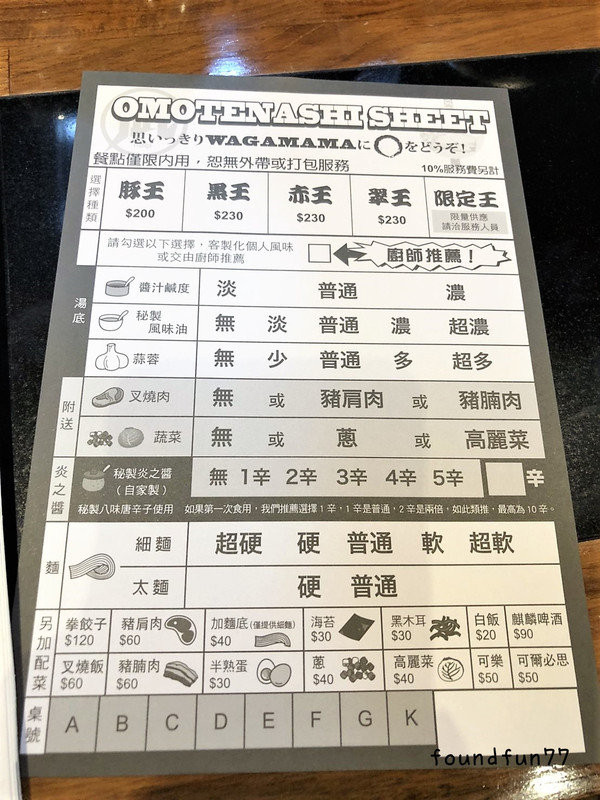 OMOTENASHI SHEET
思いっきりWAGAMAMAに〇をどうぞ!
餐點僅限內用，恕無外帶或打包服務 10%服務費另計
選擇種類
豚王 黒王 赤王 翠王 限定王
$200 $230 $230 $230 限量供應
請洽服務人員
請勾選以下選擇，客製化個人風味
或交由廚師推薦
廚師推薦！
湯底
醬汁鹹度 淡 普通 濃
秘製
風味油 無 淡 普通 濃 超濃
蒜蓉 無 少 普通 多 超多
附送
叉燒肉 無 或 豬肩肉 或 豬腩肉
蔬菜 無 或 蔥 或 高麗菜
炎之醬
秘製炎之醬
（自家製） 無 1辛 2辛 3辛 4辛 5辛 辛
秘製八味唐辛子使用 如果第一次食用，我們推薦選擇1辛，1辛是普通，2辛是兩倍，如此類推，最高為10辛。
麵
細麵 超硬 硬 普通 軟 超軟
太麵 硬 普通
另加配菜
拳餃子 豬肩肉 加麵底(僅提供細麵) 海苔 黑木耳 白飯 麒麟啤酒
$120 $60 $40 $30 $30 $20 $90
叉燒飯 豬腩肉 半熟蛋 蔥 高麗菜 可樂 可爾必思
$60 $60 $30 $40 $40 $50 $50
桌號
A B C D E F G K
foundfun77